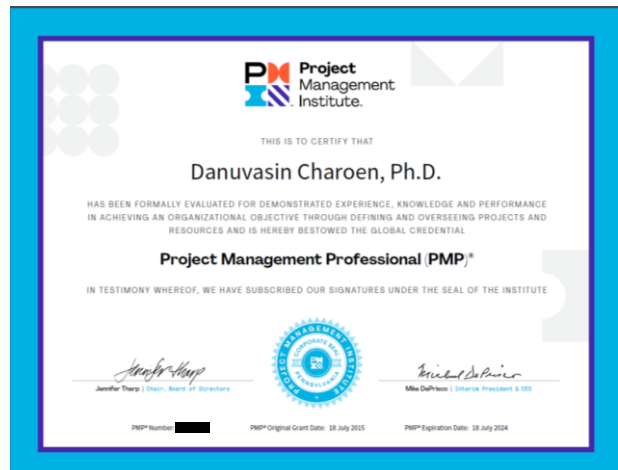 Project
Management
Institute.
THIS IS TO CERTIFY THAT
Danuvasin Charoen, Ph.D.
HAS BEEN FORMALLY EVALUATED FOR DEMONSTRATED EXPERIENCE, KNOWLEDGE AND PERFORMANCE
IN ACHIEVING AN ORGANIZATIONAL OBJECTIVE THROUGH DEFINING AND OVERSEEING PROJECTS AND
RESOURCES AND IS HEREBY BESTOWED THE GLOBAL CREDENTIAL
Project Management Professional (PMP)®
IN TESTIMONY WHEREOF, WE HAVE SUBSCRIBED OUR SIGNATURES UNDER THE SEAL OF THE INSTITUTE
PROJECT MANAGEMENT INSTITUTE
CORPORATE SEAL
PENNSYLVANIA
Jennifer Tharp
Michael DePrisco
Jennifer Tharp | Chair, Board of Directors
Mike DePrisco | Interim President & CEO
PMP® Number:
PMP® Original Grant Date: 18 July 2015
PMP® Expiration Date: 18 July 2024